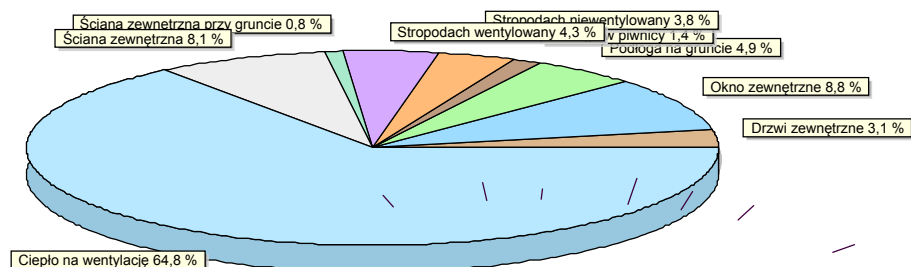 Ściana zewnetrzna przy gruncie 0,8 %
Stropodach niewentylowany 3,8 %
Ściana zewnętrzna 8,1 %
Stropodach wentylowany 4,3 %
w piwnicy 1,4 %
Podłoga na gruncie 4,9 %
Okno zewnętrzne 8,8 %
Drzwi zewnętrzne 3,1 %
Ciepło na wentylację 64,8 %